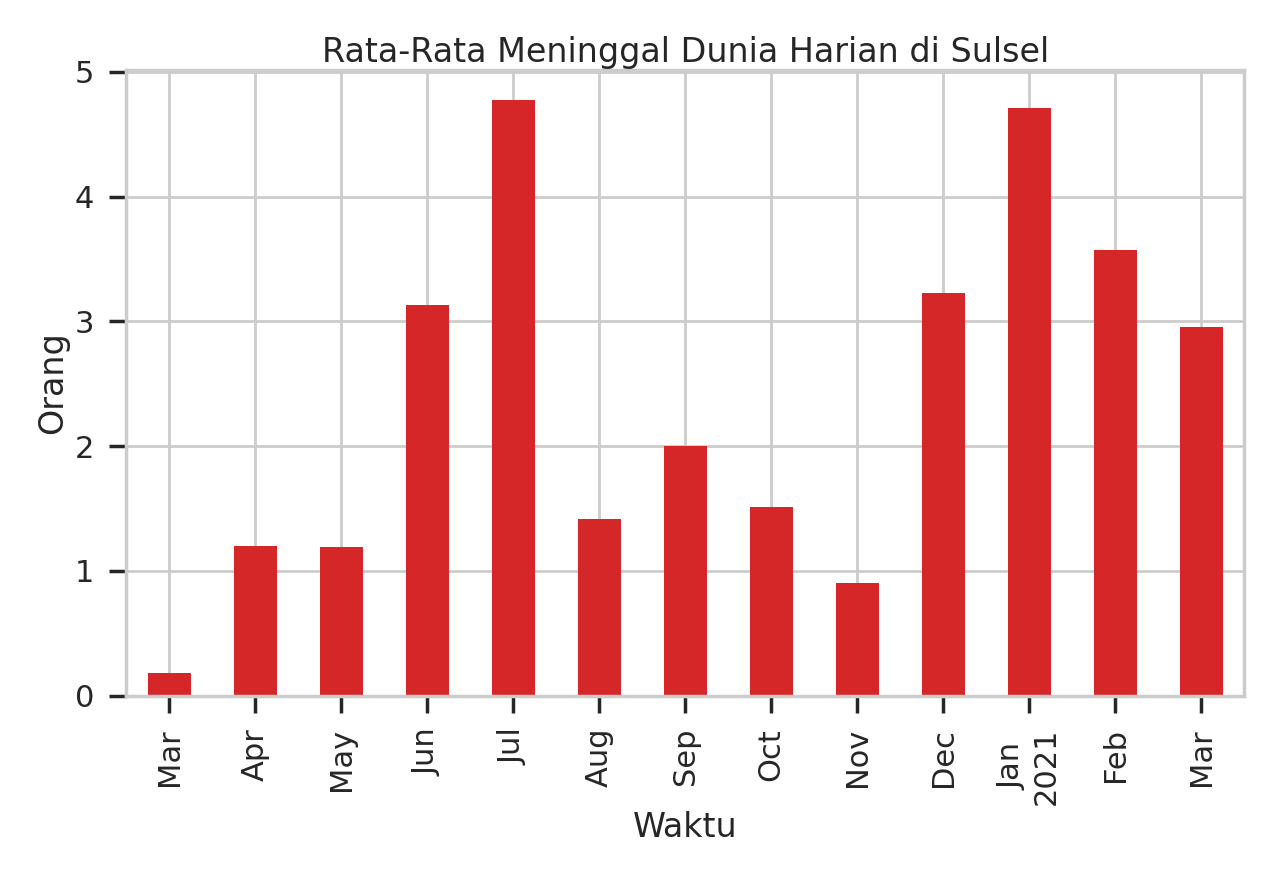 Rata-Rata Meninggal Dunia Harian di Sulsel
5
4
3
2
1
0
Orang
Mar
Apr
May
Jun
Jul
Aug
Sep
Oct
Nov
Dec
Jan
2021
Feb
Mar
Waktu